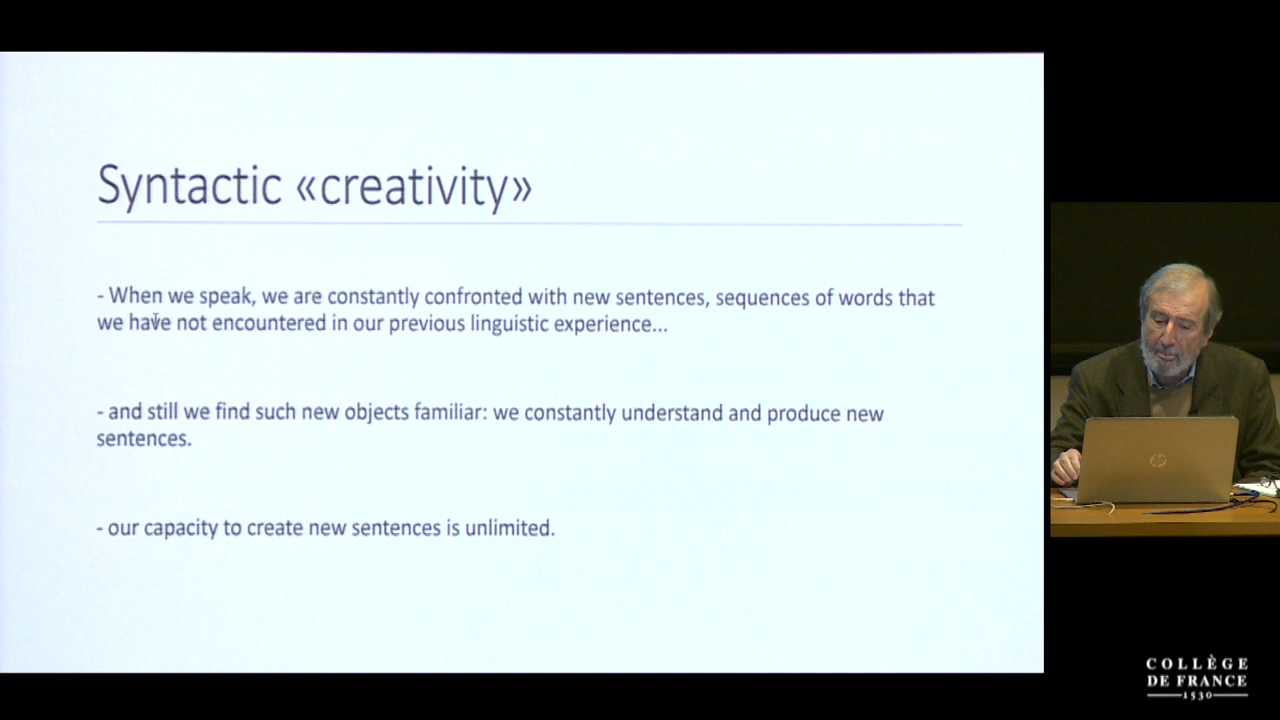 Syntactic «creativity»
- When we speak, we are constantly confronted with new sentences, sequences of words that
we have not encountered in our previous linguistic experience...
- and still we find such new objects familiar: we constantly understand and produce new
sentences.
- our capacity to create new sentences is unlimited.
hp
COLLÈGE
DE FRANCE
1530